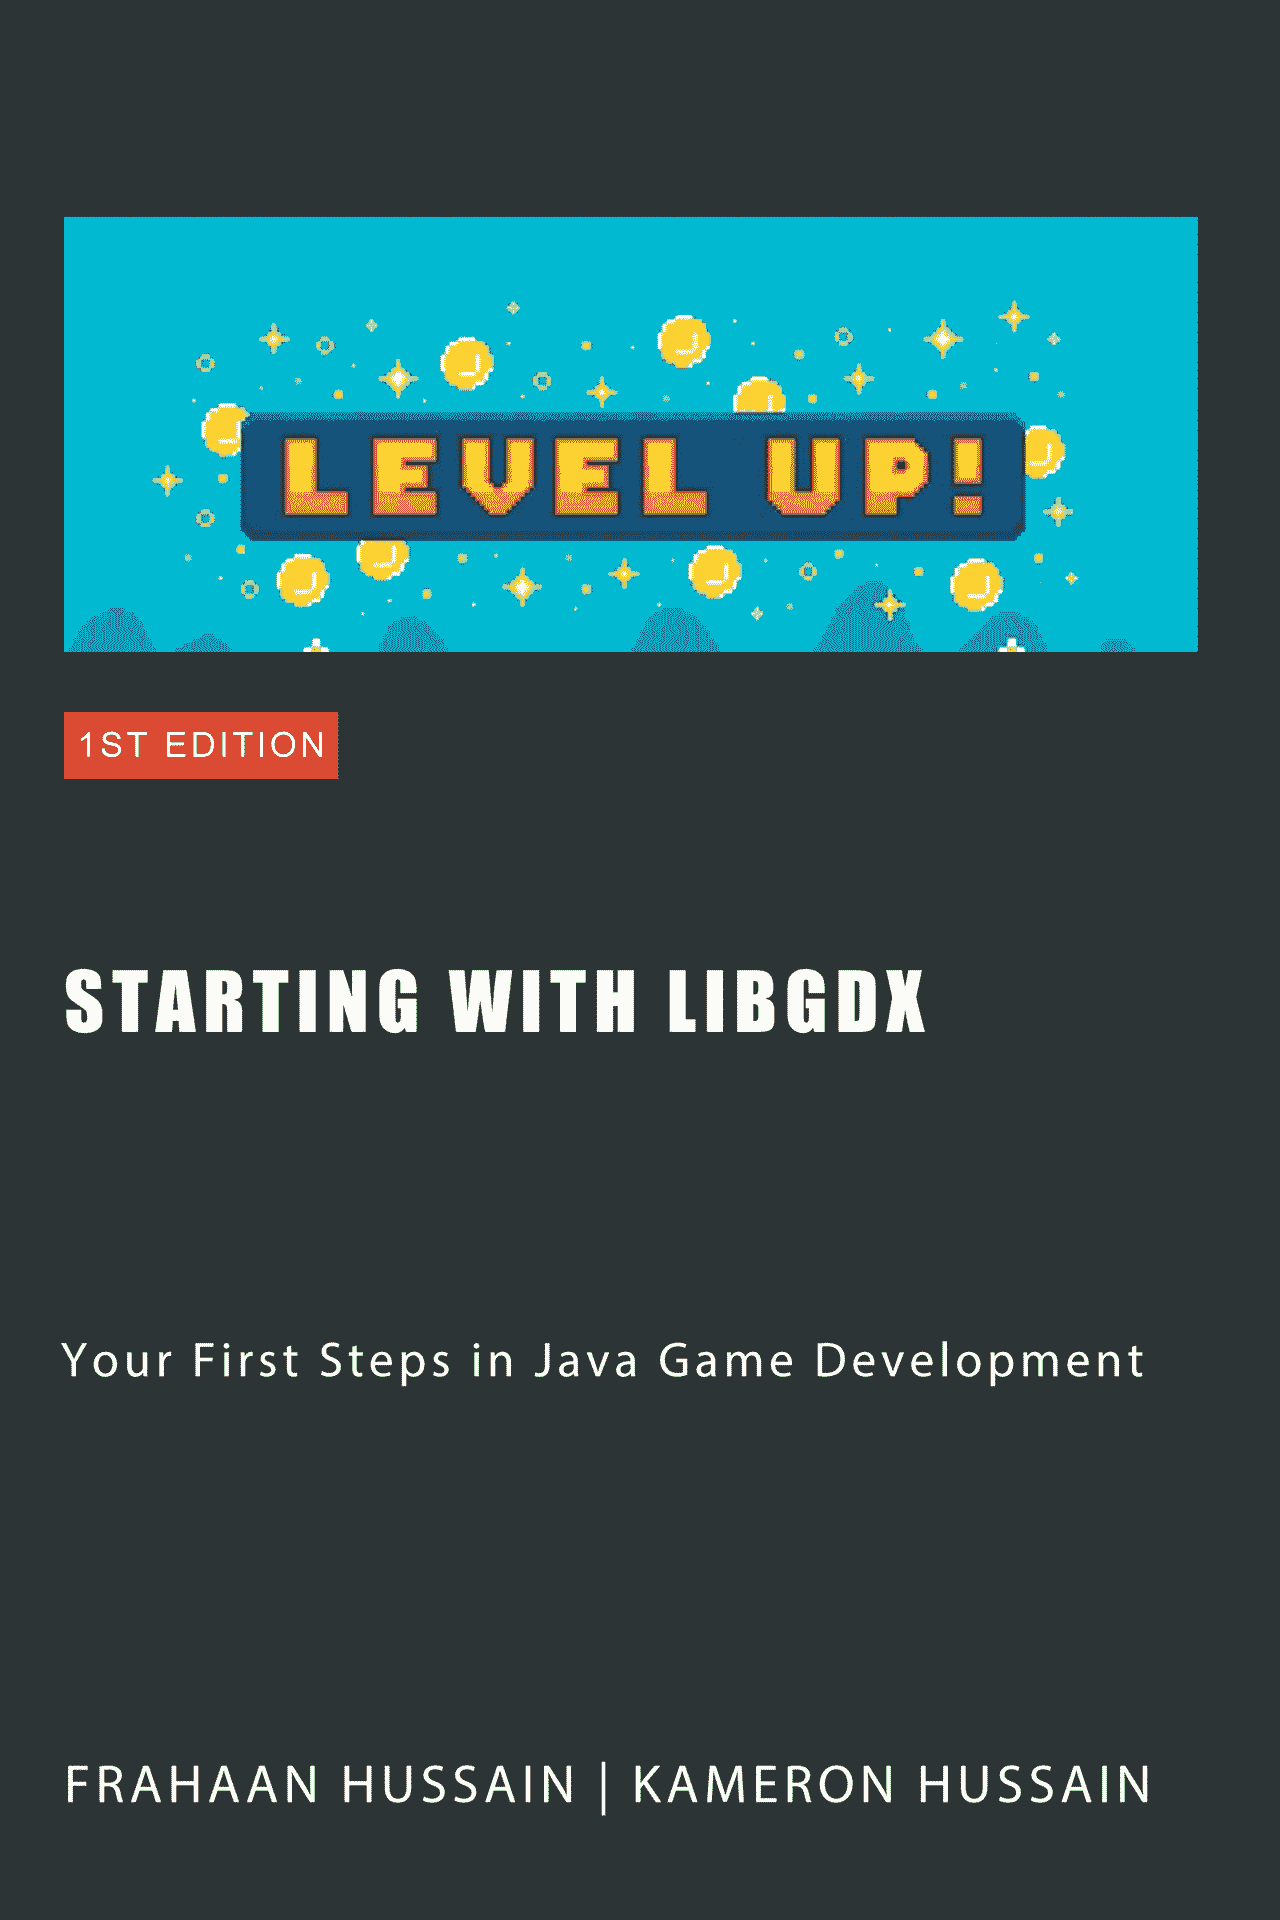 LEVEL UP!
1ST EDITION
STARTING WITH LIBGDX
Your First Steps in Java Game Development
FRAHAAN HUSSAIN | KAMERON HUSSAIN